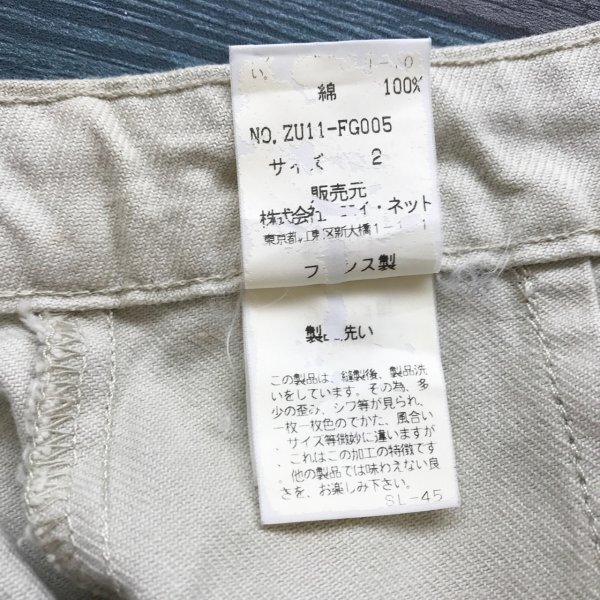 綿 100%
NO. ZU11-FG005
サイズ 2
販売元
株式会社 イ・ネット
東京都 区新大橋1-1-1
フランス製
製品洗い
この製品は、縫製後、製品洗
いをしています。その為、多
少の歪み、シワ等が見られ、
一枚一枚色のでかた、風合い
サイズ等微妙に違いますが
、これはこの加工の特徴です
。他の製品では味わえない良
さを、お楽しみ下さい。
SL-45